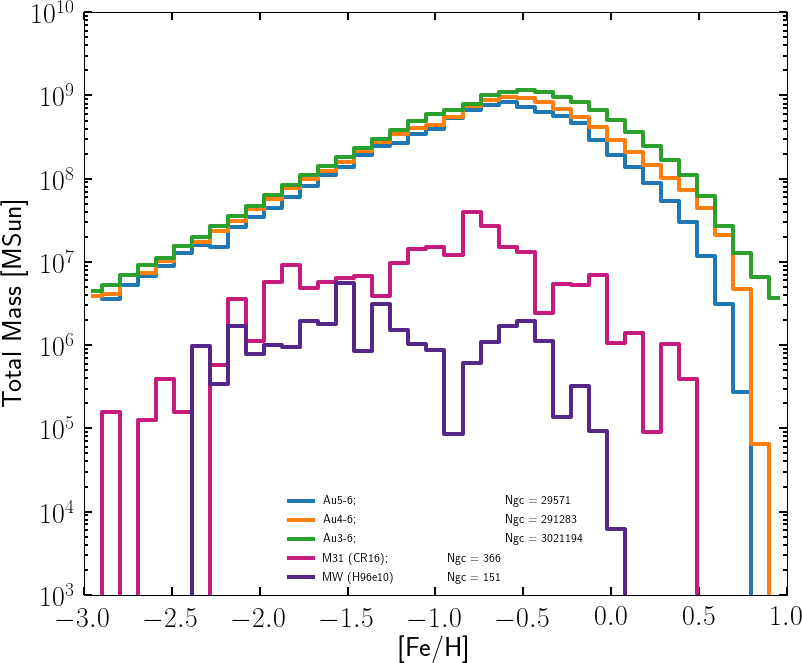 10^10
10^9
10^8
10^7
10^6
10^5
10^4
10^3
Total Mass [MSun]
Au5-6; Ngc = 29571
Au4-6; Ngc = 291283
Au3-6; Ngc = 3021194
M31 (CR16); Ngc = 366
MW (H96e10) Ngc = 151
−3.0 −2.5 −2.0 −1.5 −1.0 −0.5 0.0 0.5 1.0
[Fe/H]